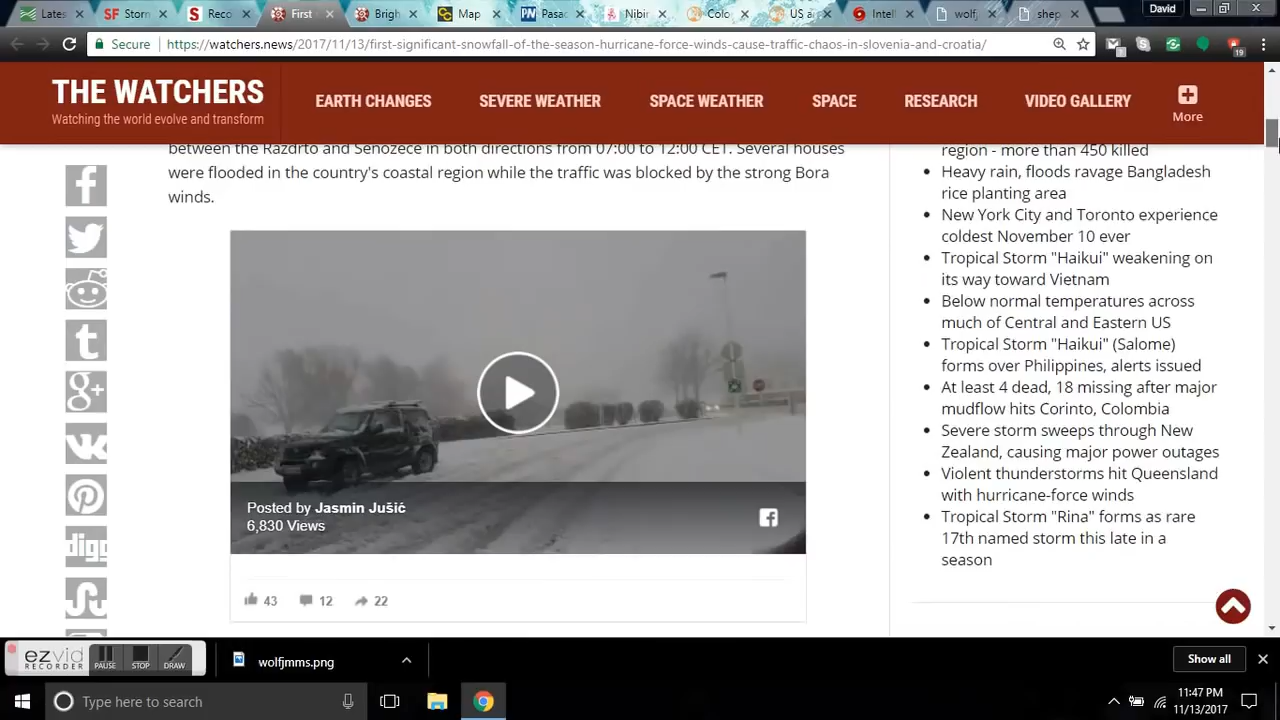 Lates
Storm
Reco
First
Brigh
Map
Pasac
Nibir
Colo
US ai
Intell
wolfj
shep
David
Secure
https://watchers.news/2017/11/13/first-significant-snowfall-of-the-season-hurricane-force-winds-cause-traffic-chaos-in-slovenia-and-croatia/
19
THE WATCHERS
Watching the world evolve and transform
EARTH CHANGES
SEVERE WEATHER
SPACE WEATHER
SPACE
RESEARCH
VIDEO GALLERY
More
between the Razdrto and Senozece in both directions from 07:00 to 12:00 CET. Several houses
were flooded in the country's coastal region while the traffic was blocked by the strong Bora
winds.
Posted by Jasmin Jušić
6,830 Views
43
12
22
digg
region - more than 450 killed
Heavy rain, floods ravage Bangladesh
rice planting area
New York City and Toronto experience
coldest November 10 ever
Tropical Storm "Haikui" weakening on
its way toward Vietnam
Below normal temperatures across
much of Central and Eastern US
Tropical Storm "Haikui" (Salome)
forms over Philippines, alerts issued
At least 4 dead, 18 missing after major
mudflow hits Corinto, Colombia
Severe storm sweeps through New
Zealand, causing major power outages
Violent thunderstorms hit Queensland
with hurricane-force winds
Tropical Storm "Rina" forms as rare
17th named storm this late in a
season
ezvid
RECORDER
PAUSE
STOP
DRAW
wolfjmms.png
Show all
Type here to search
11:47 PM
11/13/2017